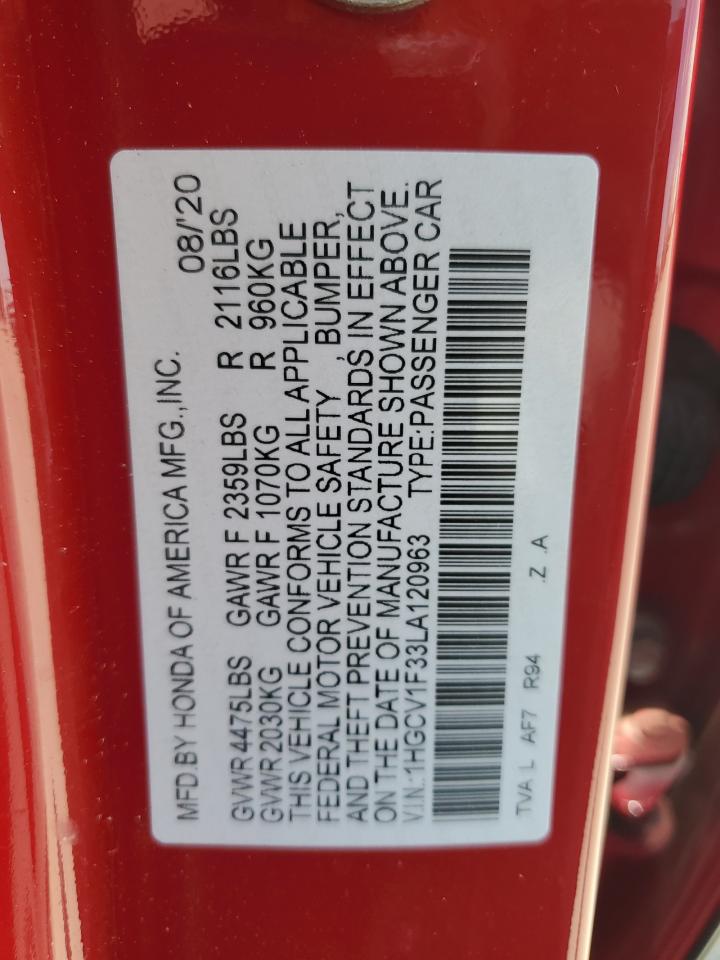 MFD.BY HONDA OF AMERICA MFG.,INC. 08/'20
GVWR 4475LBS GAWR F 2359LBS R 2116LBS
GVWR 2030KG GAWR F 1070KG R 960KG
THIS VEHICLE CONFORMS TO ALL APPLICABLE
FEDERAL MOTOR VEHICLE SAFETY , BUMPER,
AND THEFT PREVENTION STANDARDS IN EFFECT
ON THE DATE OF MANUFACTURE SHOWN ABOVE.
V.I.N.:1HGCV1F33LA120963 TYPE:PASSENGER CAR
TVA L AF7 R94 .Z .A